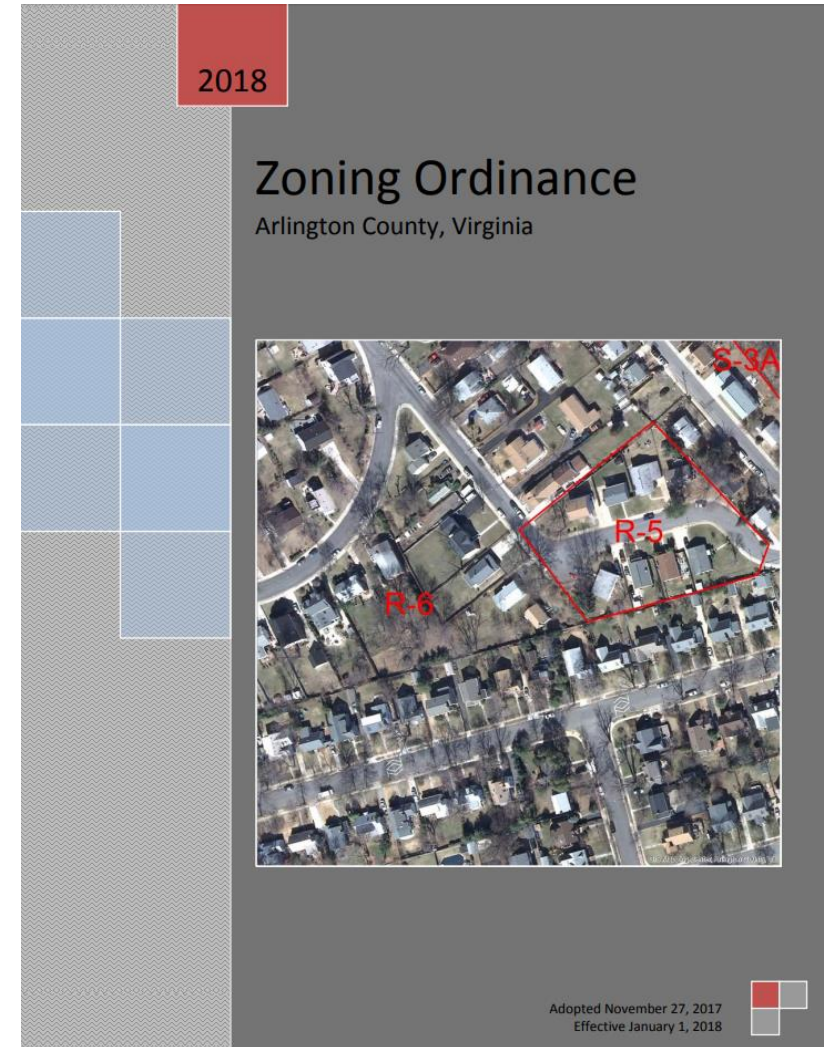 2018
Zoning Ordinance
Arlington County, Virginia
S-3A
R-5
R-6
Adopted November 27, 2017
Effective January 1, 2018